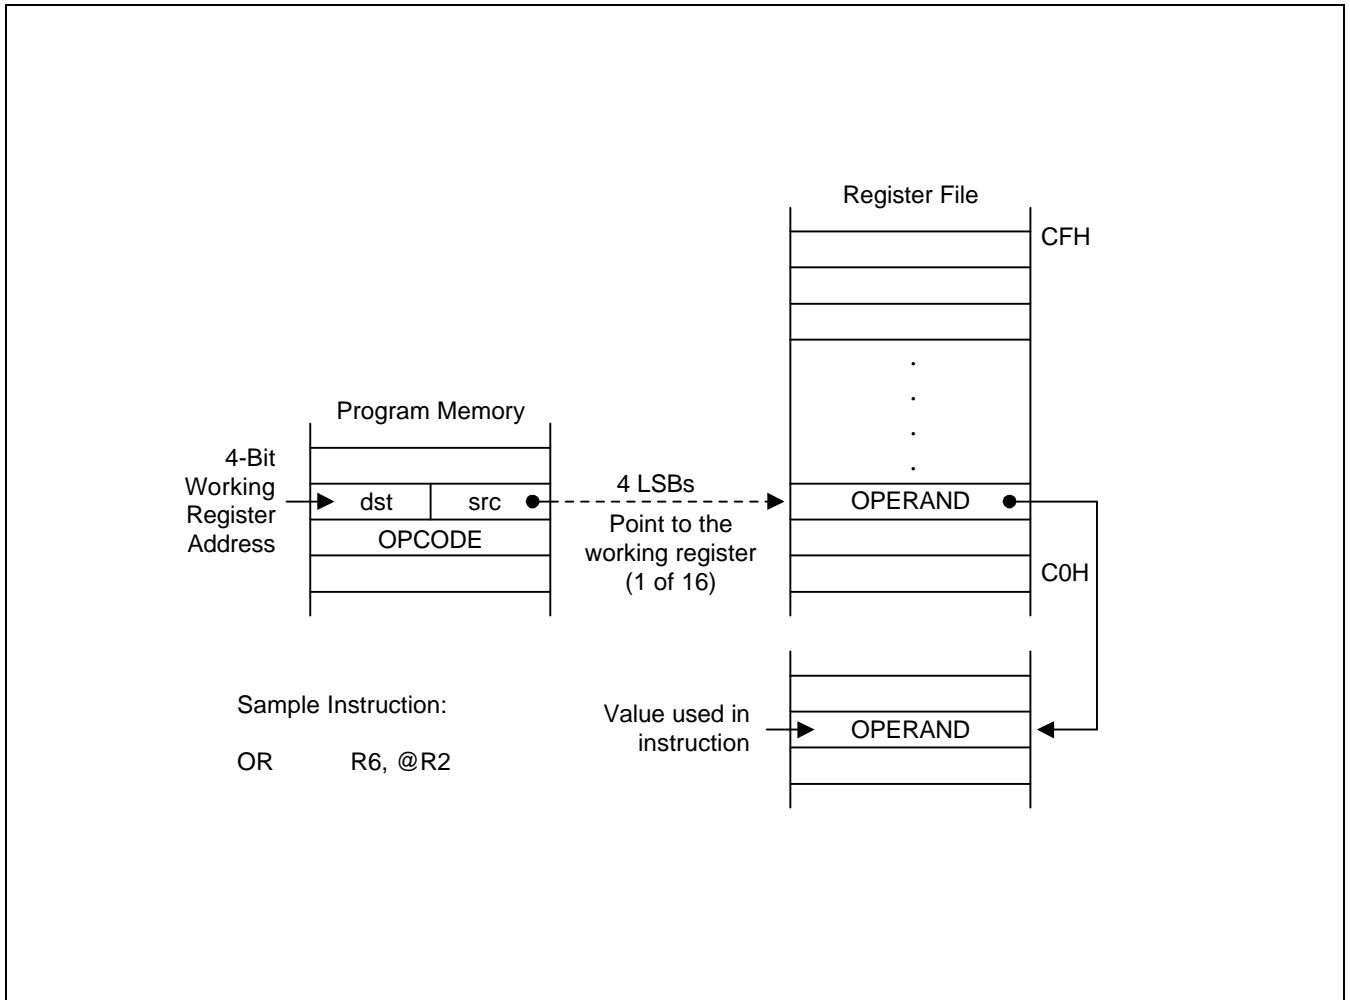 Register File
CFH
.
.
.
.
Program Memory
4-Bit
Working
Register
Address
dst
src
OPCODE
4 LSBs
Point to the
working register
(1 of 16)
OPERAND
C0H
Sample Instruction:
OR R6, @R2
Value used in
instruction
OPERAND